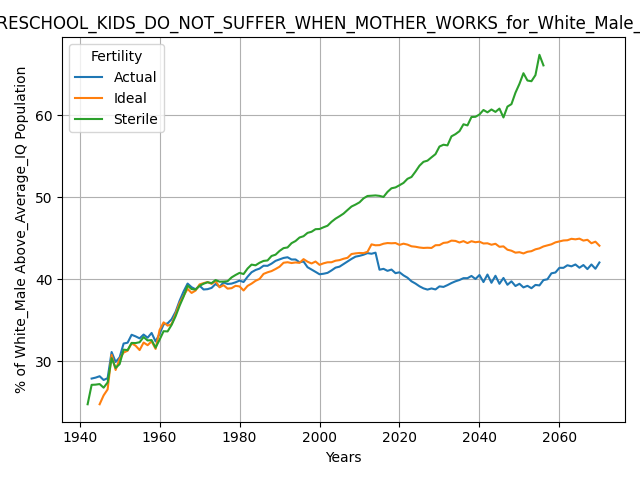 RESCHOOL_KIDS_DO_NOT_SUFFER_WHEN_MOTHER_WORKS_for_White_Male_
Fertility
Actual
Ideal
Sterile
% of White_Male Above_Average_IQ Population
60
50
40
30
1940
1960
1980
2000
2020
2040
2060
Years